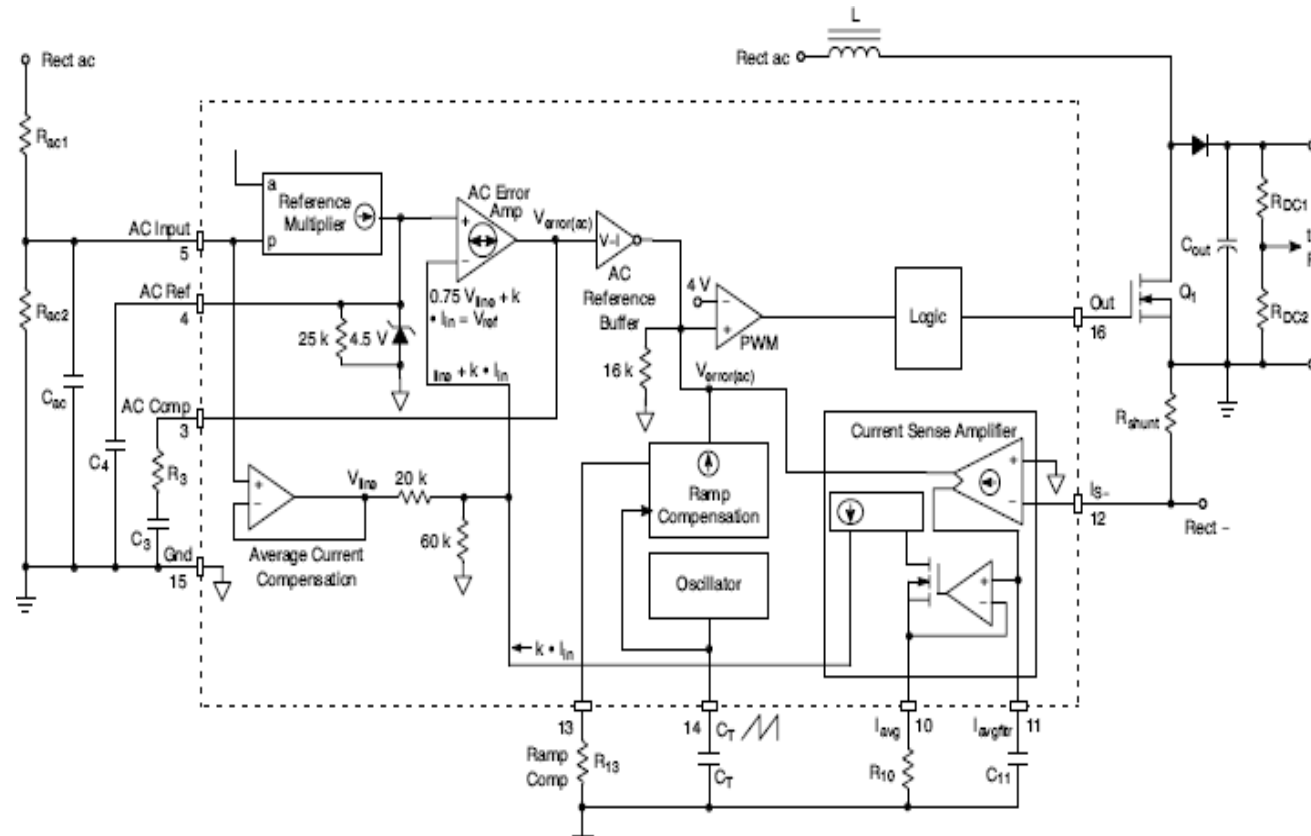 L
Rect ac
Rect ac
Rac1
a
Reference
Multiplier
p
AC Error
Amp
+
−
Verror(ac)
V–I
AC
Reference
Buffer
AC Input
5
AC Ref
4
0.75 Vline + k
• Iin = Vref
25 k
4.5 V
line + k • Iin
4 V
−
+
PWM
Logic
Out
16
Q1
Cout
RDC1
RDC2
16 k
Verror(ac)
Rac2
Cac
C4
AC Comp
3
R3
C3
Gnd
15
+
−
Vline
20 k
60 k
Average Current
Compensation
Ramp
Compensation
Oscillator
Current Sense Amplifier
+
−
IS−
12
Rshunt
Rect −
+
−
k • Iin
13
Ramp
Comp
R13
14
CT
CT
Iavg
10
R10
Iavgfltr
11
C11